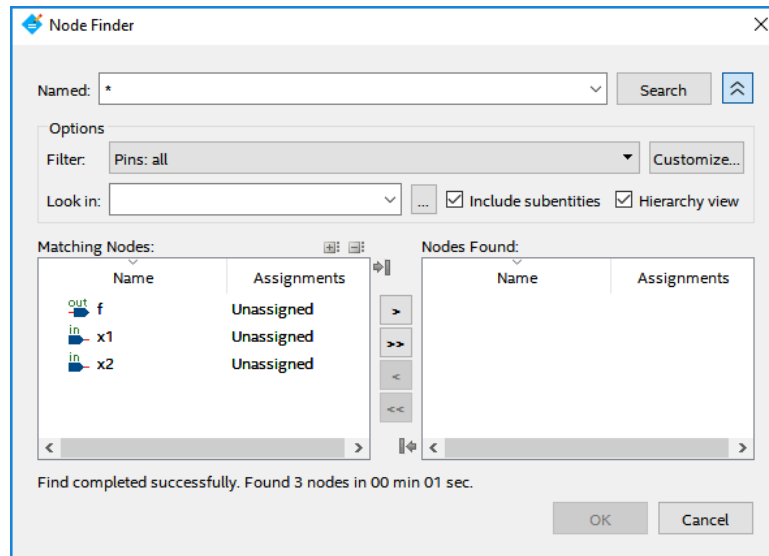 Node Finder
Named: * Search
Options
Filter: Pins: all Customize...
Look in: ... Include subentities Hierarchy view
Matching Nodes: Nodes Found:
Name Assignments Name Assignments
out f Unassigned
in x1 Unassigned >
in x2 Unassigned >>
<
<<
Find completed successfully. Found 3 nodes in 00 min 01 sec.
OK Cancel